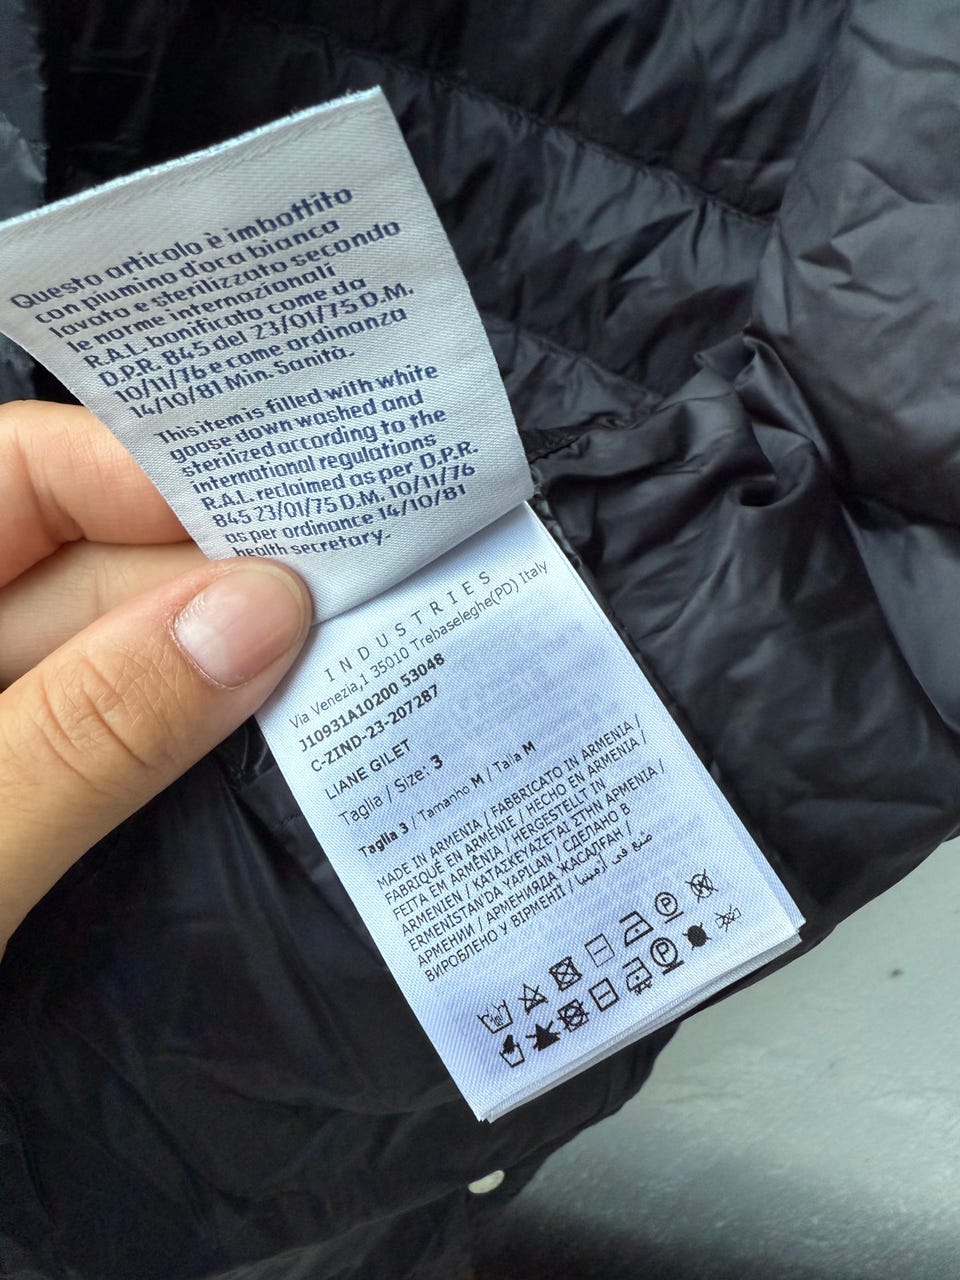 Questo articolo è imbottito
con piumino d'oca bianca
lavato e sterilizzato secondo
le norme internazionali
R.A.L. bonificato come da
D.P.R. 845 del 23/01/75 D.M.
10/11/76 e come ordinanza
14/10/81 Min. Sanità.
This item is filled with white
goose down washed and
sterilized according to the
international regulations
R.A.L. reclaimed as per D.P.R.
845 23/01/75 D.M. 10/11/76
as per ordinance 14/10/81
health secretary.
INDUSTRIES
Via Venezia,1 35010 Trebaseleghe(PD) Italy
J10931A10200 53048
C-ZIND-23-207287
LIANE GILET
Taglia / Size: 3
Taglia 3 / Tamanho M / Talla M
MADE IN ARMENIA / FABBRICATO IN ARMENIA /
FABRIQUÉ EN ARMÉNIE / HECHO EN ARMENIA /
FEITA EM ARMÊNIA / HERGESTELLT IN
ARMENIEN / ΚΑΤΑΣΚΕΥΑΖΕΤΑΙ ΣΤΗΝ ΑΡΜΕΝΙΑ /
ERMENİSTAN'DA YAPILAN / СДЕЛАНО В
АРМЕНИИ / АРМЕНИЯДА ЖАСАЛҒАН /
ВИРОБЛЕНО У ВІРМЕНІЇ / صنع في أرمينيا
P
P